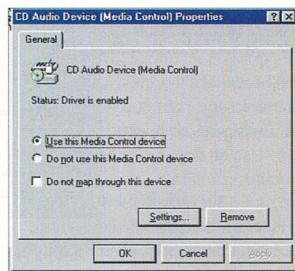 CD Audio Device (Media Control) Properties
General
CD Audio Device (Media Control)
Status: Driver is enabled
Use this Media Control device
Do not use this Media Control device
Do not map through this device
Settings...
Remove
OK
Cancel
Apply